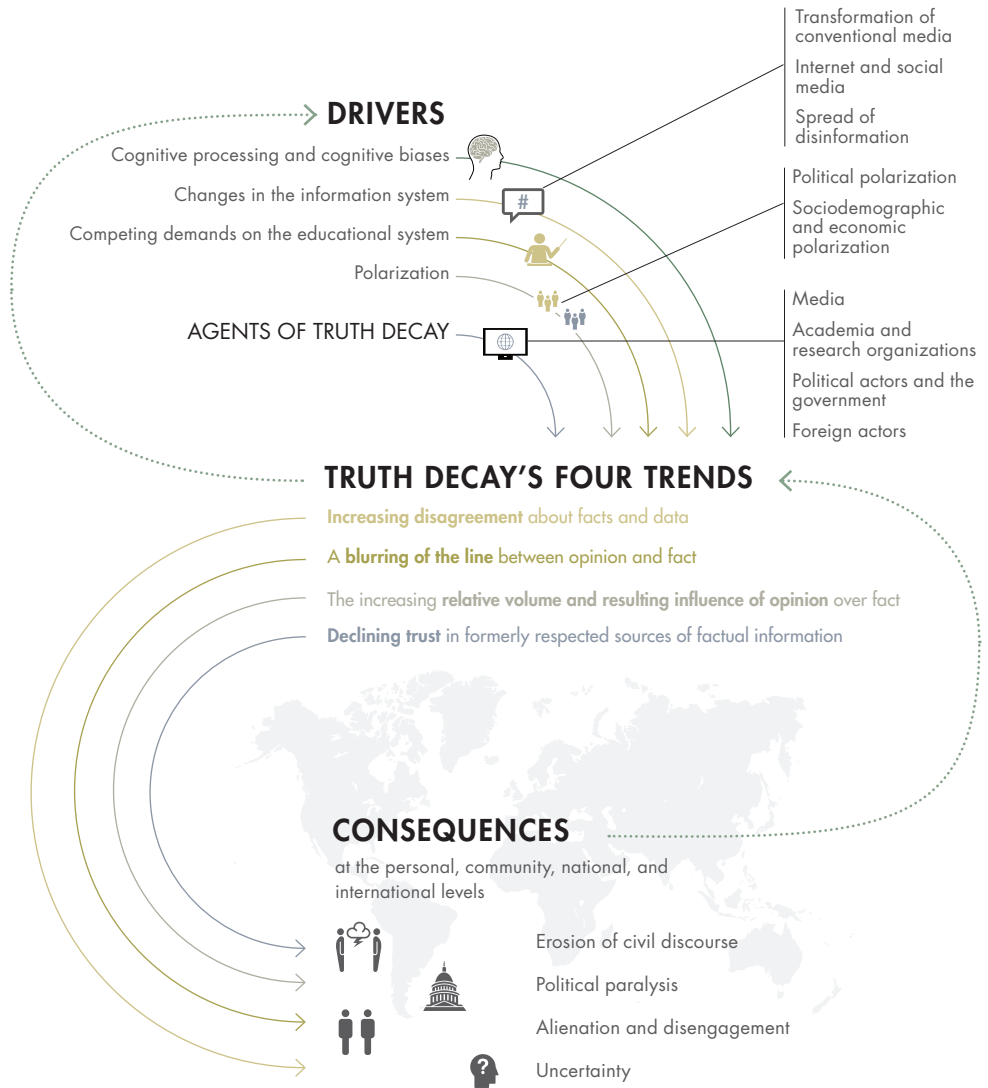 Transformation of
conventional media
Internet and social
media
Spread of
disinformation
DRIVERS
Cognitive processing and cognitive biases
Changes in the information system
#
Competing demands on the educational system
Polarization
Political polarization
Sociodemographic
and economic
polarization
AGENTS OF TRUTH DECAY
Media
Academia and
research organizations
Political actors and the
government
Foreign actors
TRUTH DECAY'S FOUR TRENDS
Increasing disagreement about facts and data
A blurring of the line between opinion and fact
The increasing relative volume and resulting influence of opinion over fact
Declining trust in formerly respected sources of factual information
CONSEQUENCES
at the personal, community, national, and
international levels
Erosion of civil discourse
Political paralysis
Alienation and disengagement
?
Uncertainty